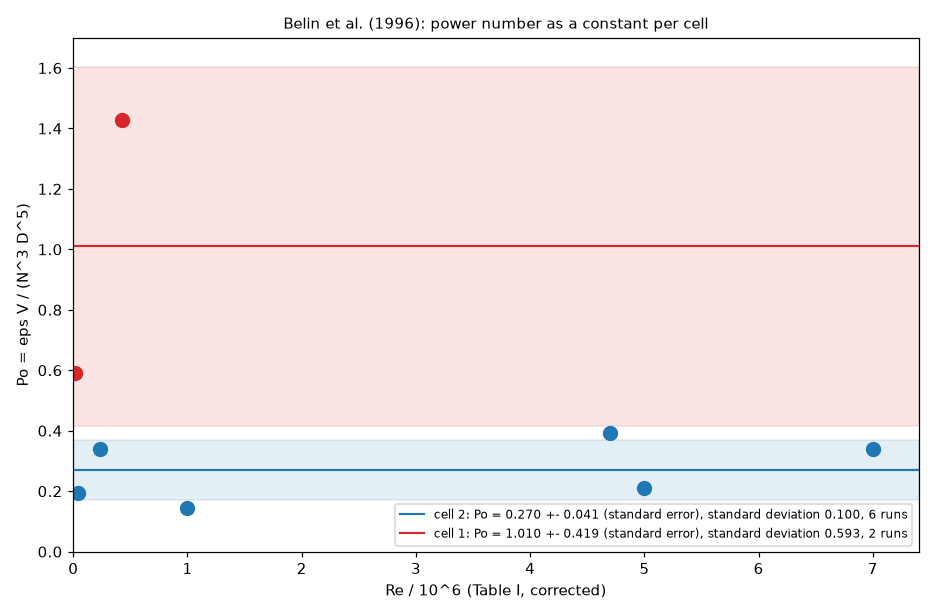 Belin et al. (1996): power number as a constant per cell
Po = eps V / (N^3 D^5)
1.6
1.4
1.2
1.0
0.8
0.6
0.4
0.2
0.0
cell 2: Po = 0.270 +- 0.041 (standard error), standard deviation 0.100, 6 runs
cell 1: Po = 1.010 +- 0.419 (standard error), standard deviation 0.593, 2 runs
0 1 2 3 4 5 6 7
Re / 10^6 (Table I, corrected)